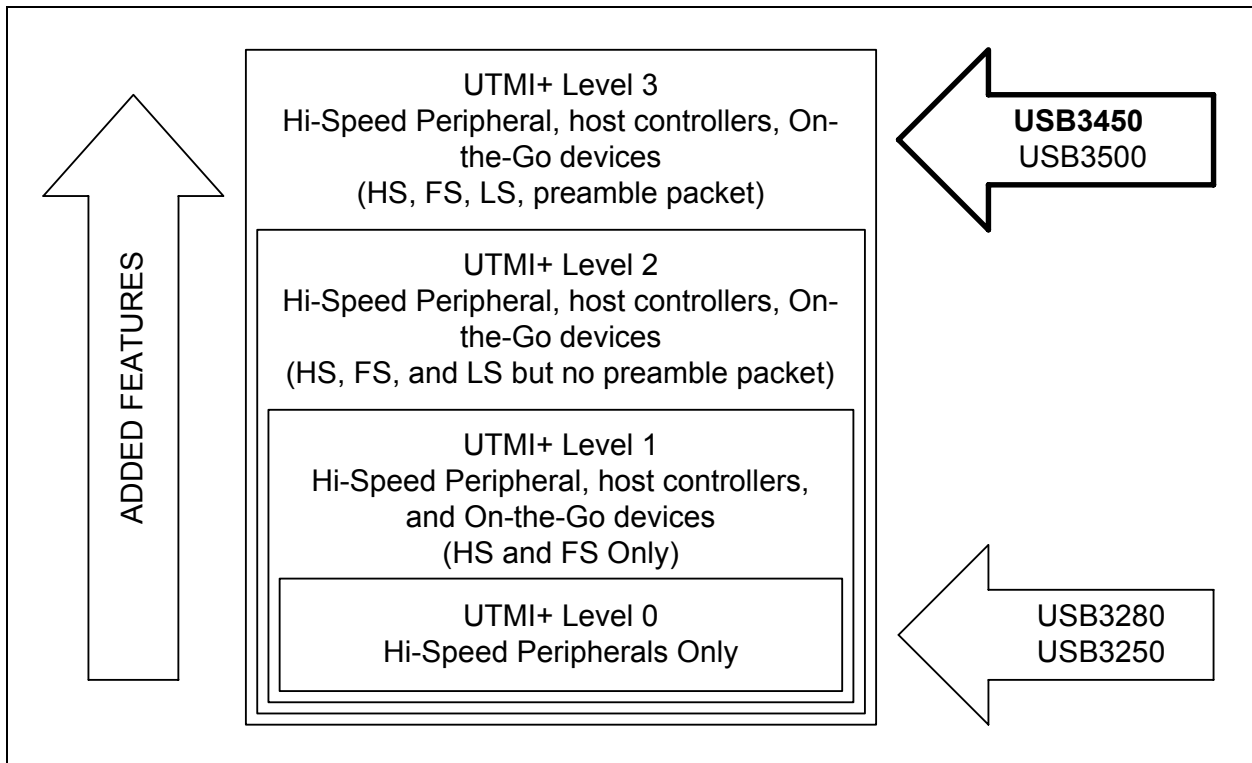 UTMI+ Level 3
Hi-Speed Peripheral, host controllers, On-
the-Go devices
(HS, FS, LS, preamble packet)
UTMI+ Level 2
Hi-Speed Peripheral, host controllers, On-
the-Go devices
(HS, FS, and LS but no preamble packet)
UTMI+ Level 1
Hi-Speed Peripheral, host controllers,
and On-the-Go devices
(HS and FS Only)
UTMI+ Level 0
Hi-Speed Peripherals Only
ADDED FEATURES
USB3450
USB3500
USB3280
USB3250